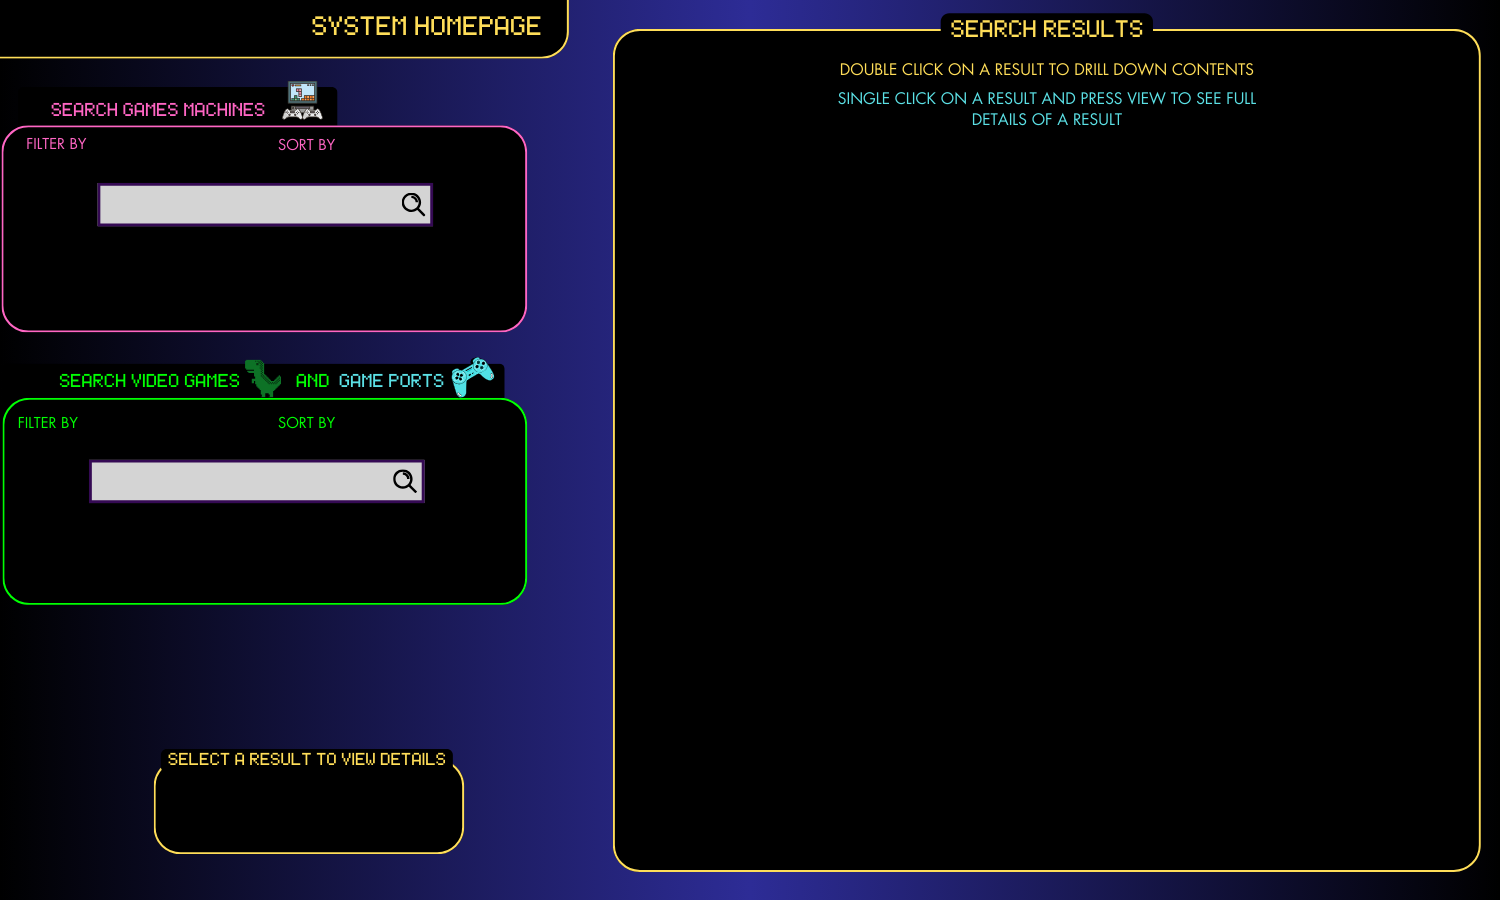 SYSTEM HOMEPAGE
SEARCH GAMES MACHINES
FILTER BY
SORT BY
SEARCH VIDEO GAMES AND GAME PORTS
FILTER BY
SORT BY
SELECT A RESULT TO VIEW DETAILS
SEARCH RESULTS
DOUBLE CLICK ON A RESULT TO DRILL DOWN CONTENTS
SINGLE CLICK ON A RESULT AND PRESS VIEW TO SEE FULL
DETAILS OF A RESULT